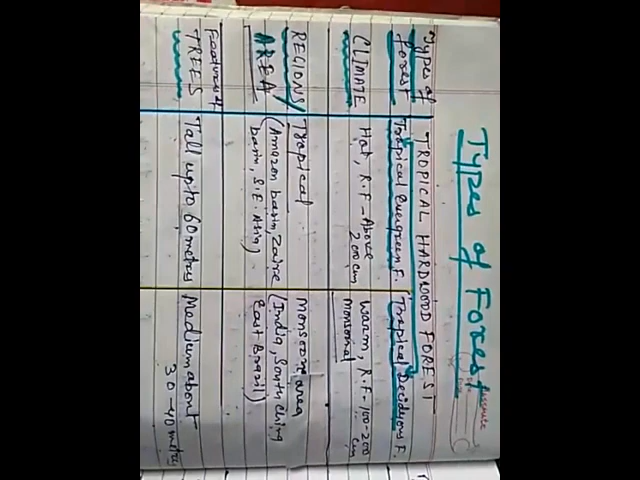 Types of Forest
TROPICAL HARDWOOD FOREST
Types of
forest
Tropical Evergreen F.
Tropical Decidyous F.
CLIMATE
Hot, R.F - Above
200 cm
Warm, R.F - 100-200
cm
Monsoonal
REGIONS/
AREA
Tropical
(Amazon basin, Zaire
basin, S.E. Asia)
Monsoon area
(India, South China
East Brazil)
Features of
TREES
Tall up to 60 metres
Medium about
30-40 metres